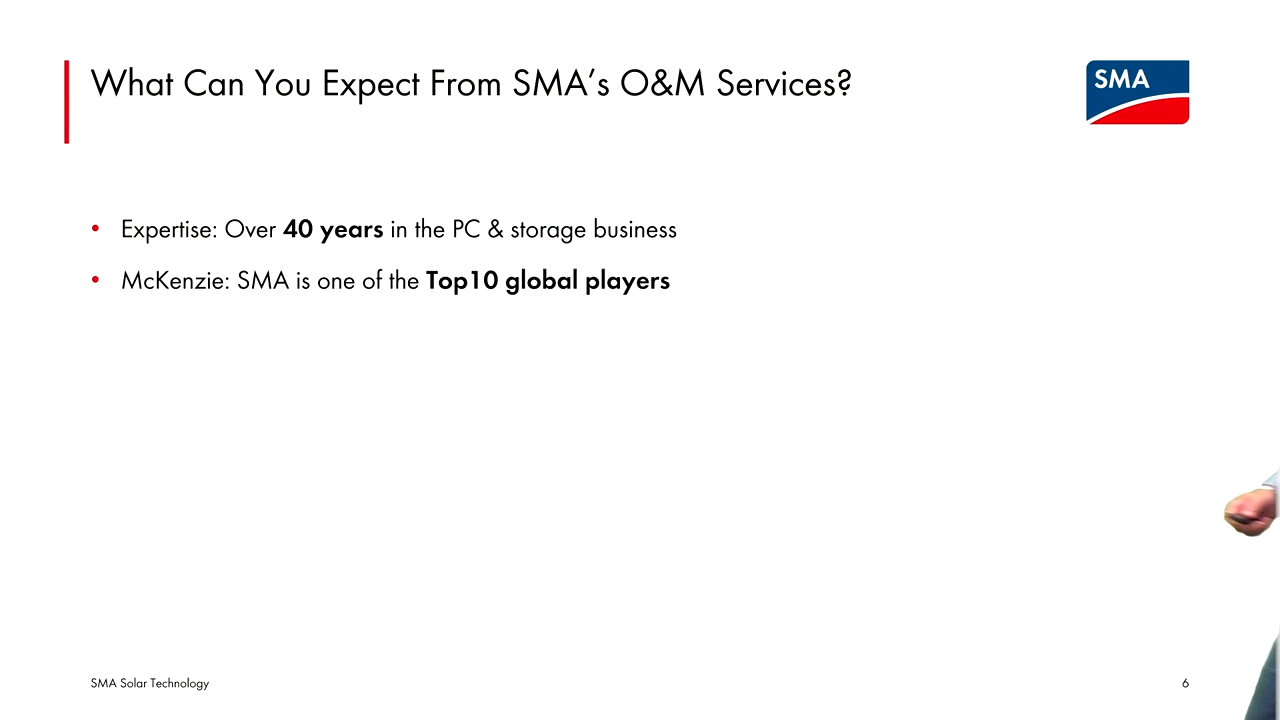 What Can You Expect From SMA's O&M Services?
SMA
• Expertise: Over 40 years in the PC & storage business
• McKenzie: SMA is one of the Top10 global players
SMA Solar Technology
6